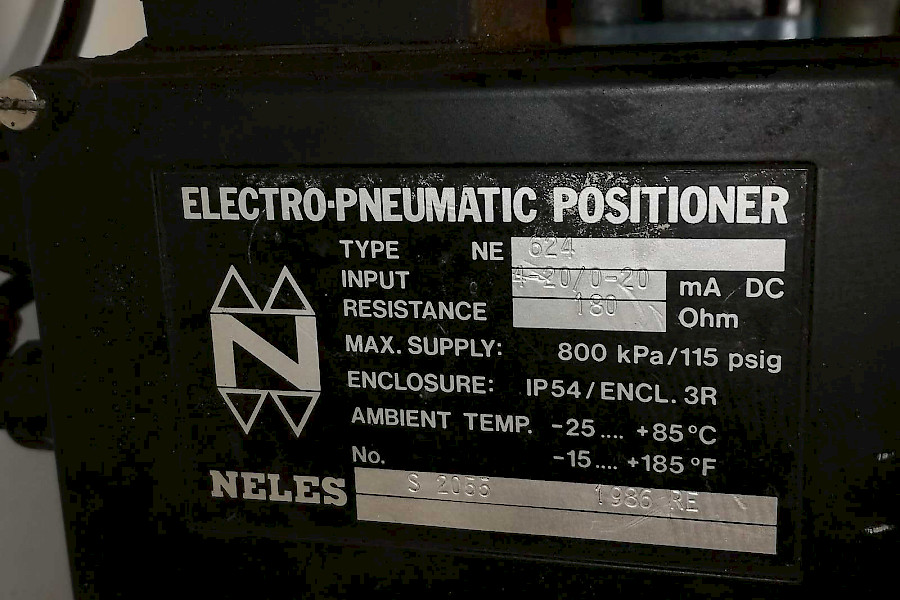 ELECTRO-PNEUMATIC POSITIONER
TYPE NE 624
INPUT 4-20/0-20 mA DC
RESISTANCE 180 Ohm
MAX. SUPPLY: 800 kPa/115 psig
ENCLOSURE: IP54/ENCL. 3R
AMBIENT TEMP. -25.... +85°C
-15.... +185°F
No.
N
NELES S 2055 1986 RE